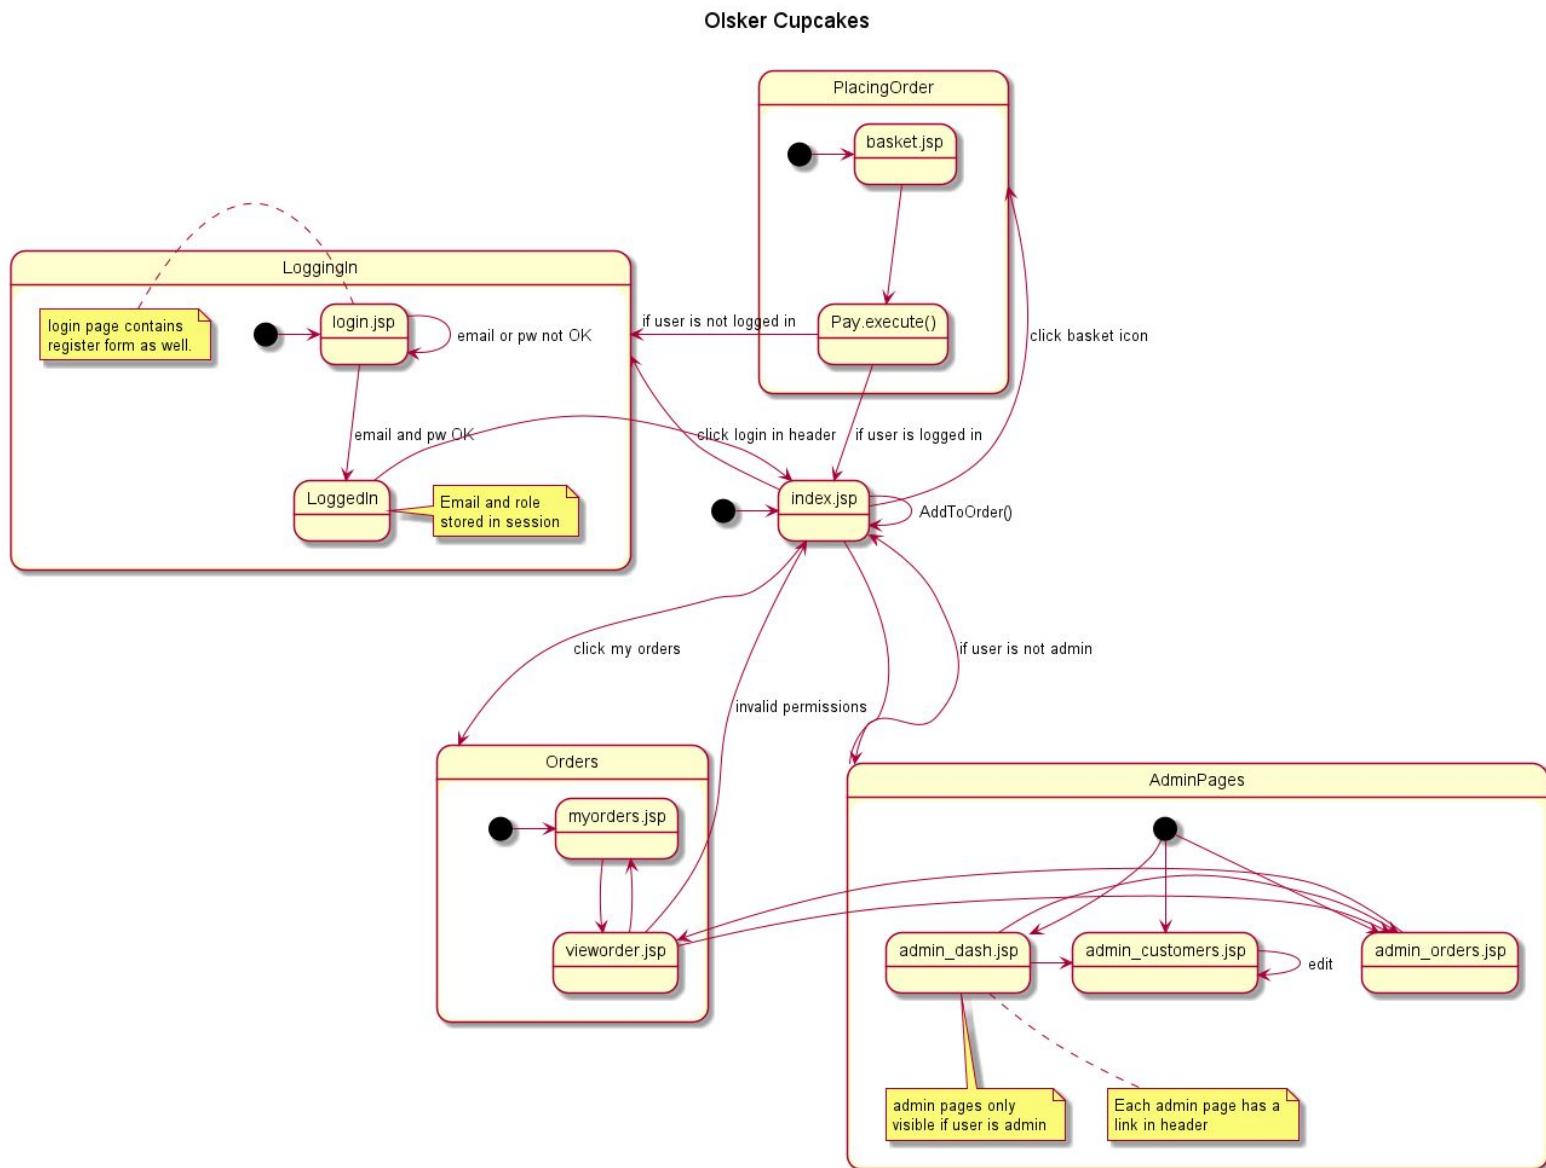 Olsker Cupcakes
PlacingOrder
basket.jsp
Pay.execute()
LoggingIn
login page contains
register form as well.
login.jsp
email or pw not OK
if user is not logged in
click basket icon
email and pw OK
click login in header
if user is logged in
LoggedIn
Email and role
stored in session
index.jsp
AddToOrder()
click my orders
if user is not admin
invalid permissions
Orders
myorders.jsp
vieworder.jsp
AdminPages
admin_dash.jsp
admin_customers.jsp
edit
admin_orders.jsp
admin pages only
visible if user is admin
Each admin page has a
link in header